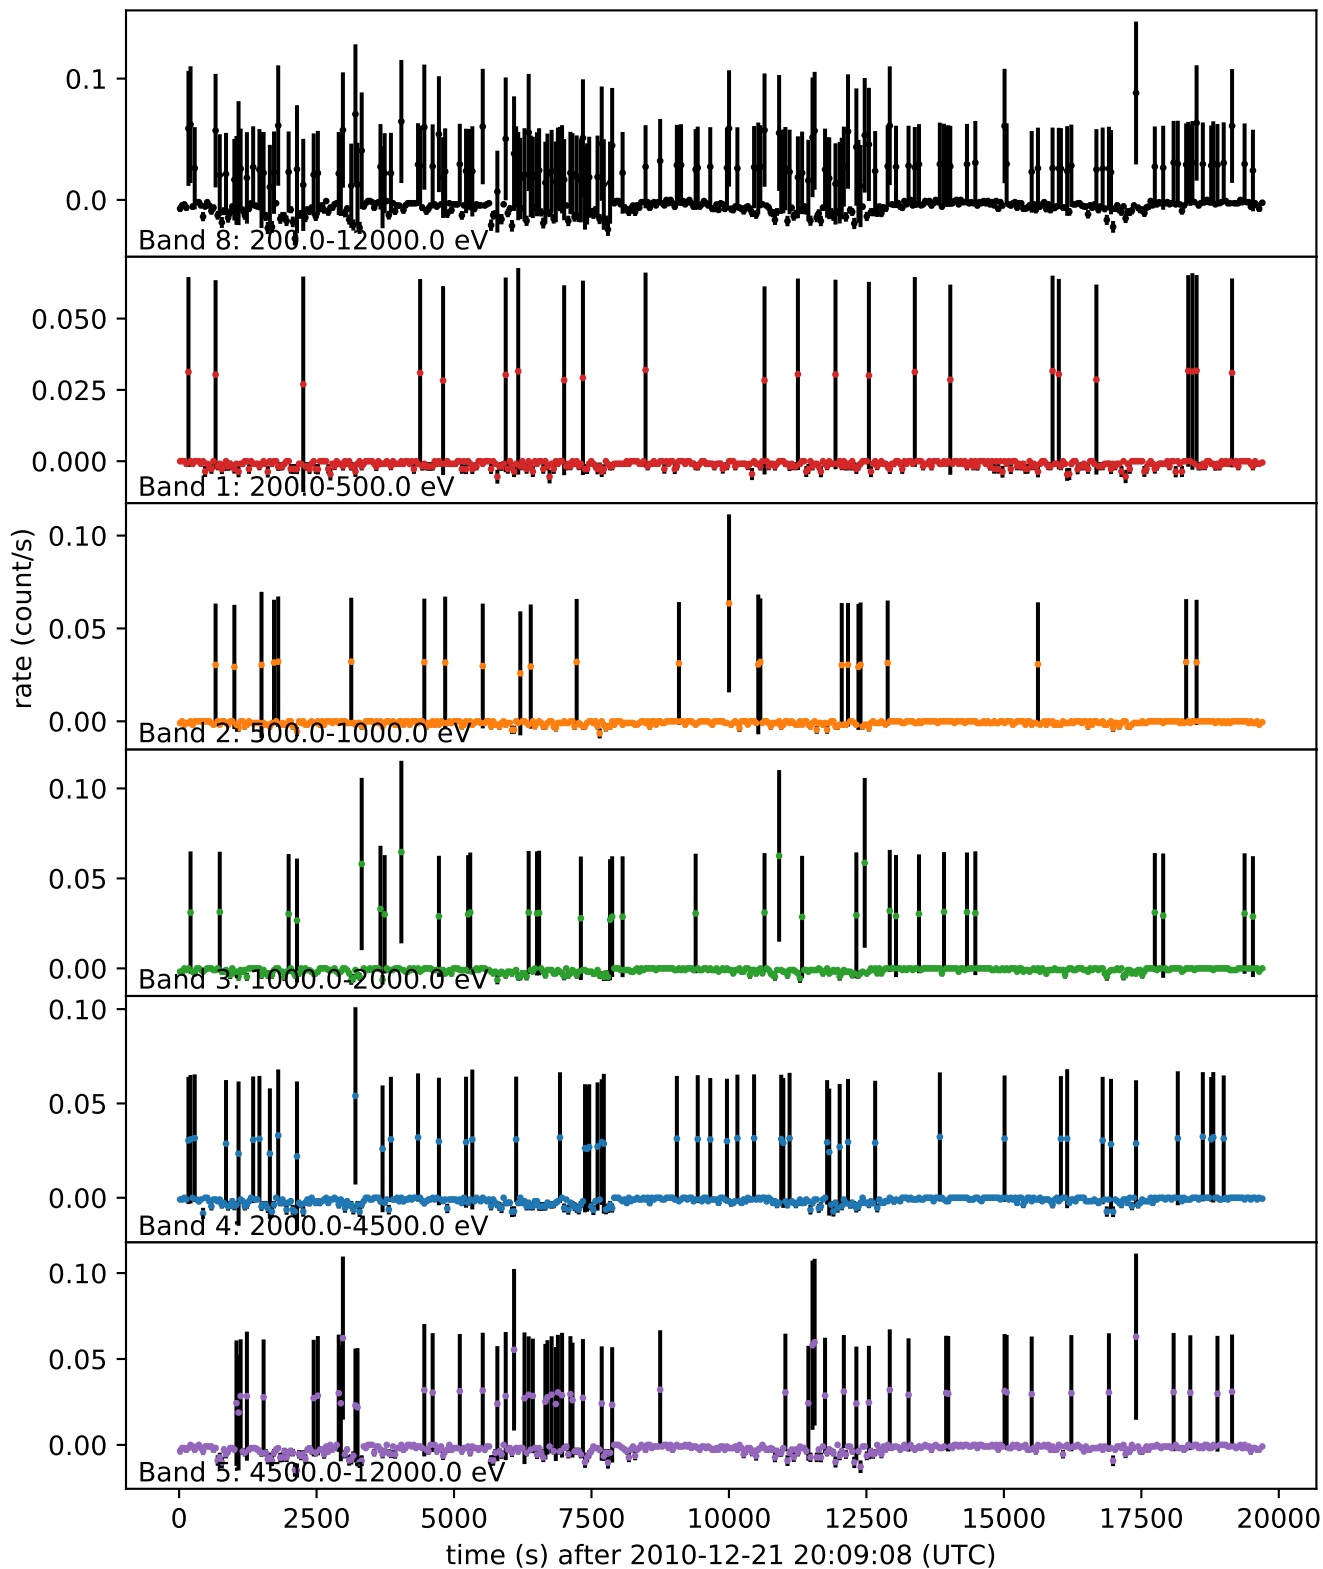 0.1
0.0
Band 8: 200.0-12000.0 eV
0.050
0.025
0.000
Band 1: 200.0-500.0 eV
rate (count/s)
0.10
0.05
0.00
Band 2: 500.0-1000.0 eV
0.10
0.05
0.00
Band 3: 1000.0-2000.0 eV
0.10
0.05
0.00
Band 4: 2000.0-4500.0 eV
0.10
0.05
0.00
Band 5: 4500.0-12000.0 eV
0 2500 5000 7500 10000 12500 15000 17500 20000
time (s) after 2010-12-21 20:09:08 (UTC)